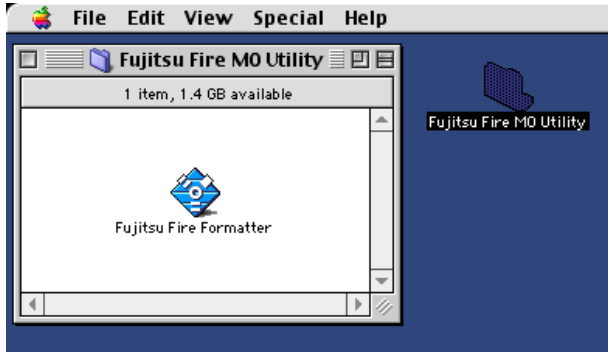 File Edit View Special Help
Fujitsu Fire MO Utility
1 item, 1.4 GB available
Fujitsu Fire Formatter
Fujitsu Fire MO Utility